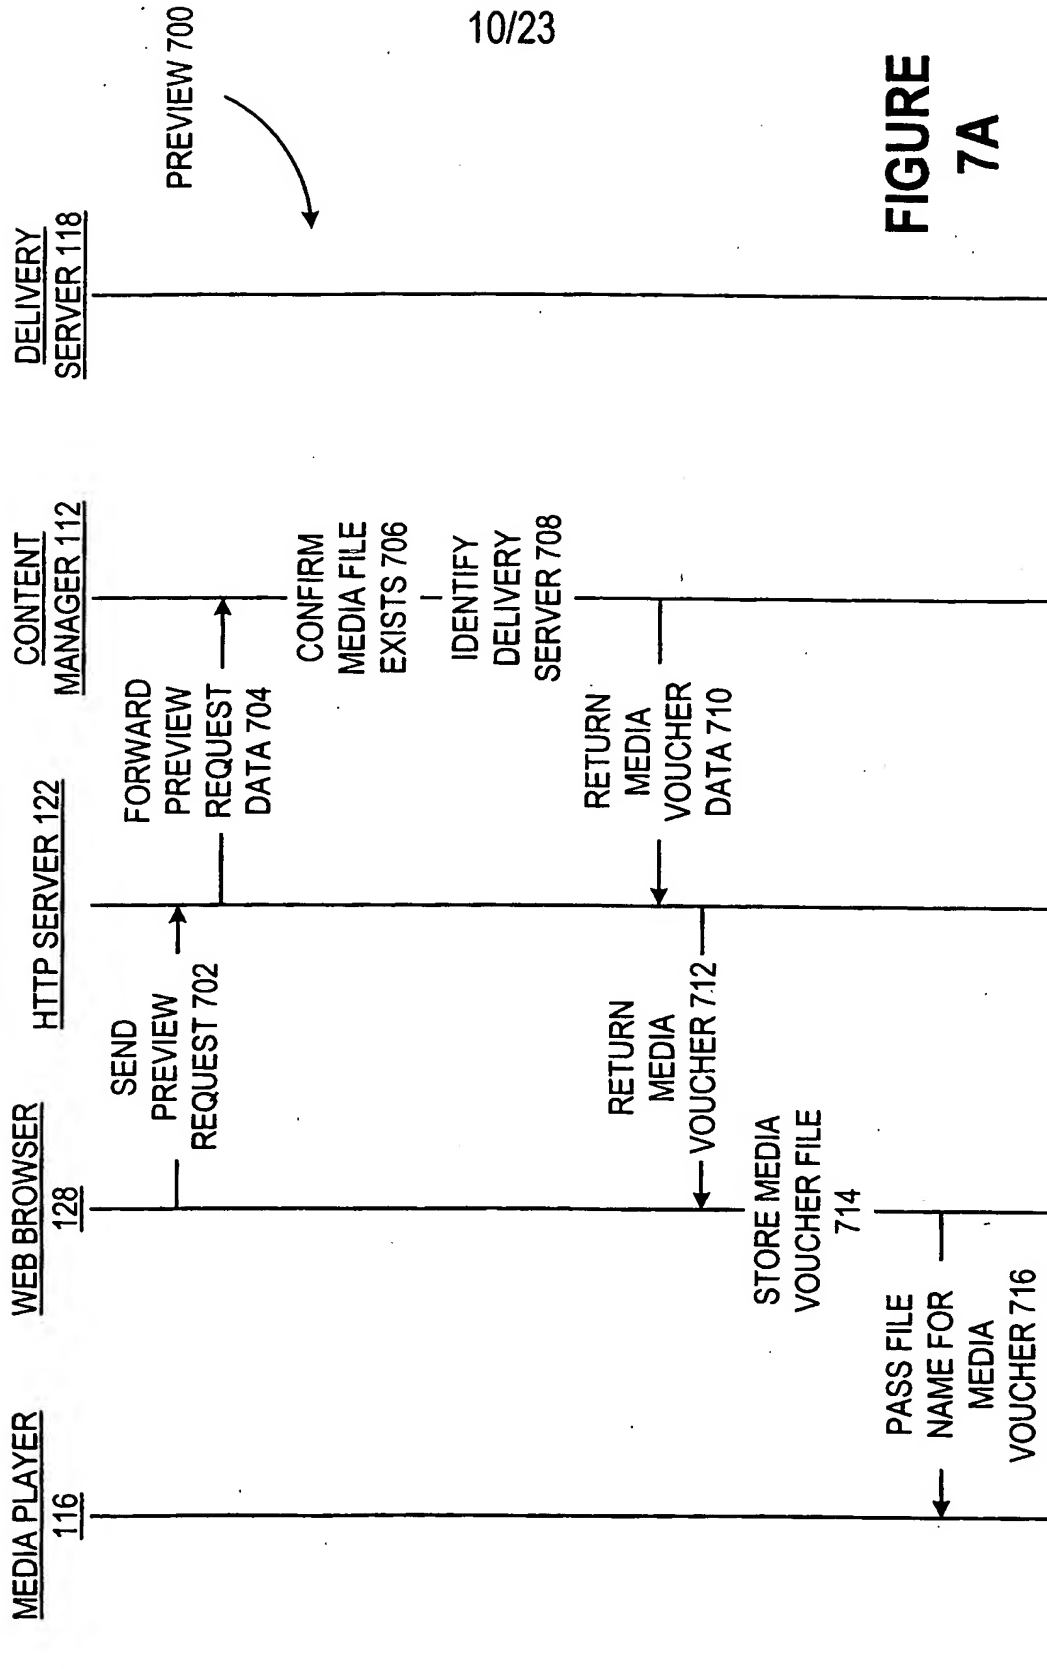 10/23
MEDIA PLAYER
116
WEB BROWSER
128
HTTP SERVER 122
CONTENT
MANAGER 112
DELIVERY
SERVER 118
PREVIEW 700
SEND
PREVIEW
REQUEST 702
FORWARD
PREVIEW
REQUEST
DATA 704
CONFIRM
MEDIA FILE
EXISTS 706
IDENTIFY
DELIVERY
SERVER 708
RETURN
MEDIA
VOUCHER
DATA 710
RETURN
MEDIA
VOUCHER 712
STORE MEDIA
VOUCHER FILE
714
PASS FILE
NAME FOR
MEDIA
VOUCHER 716
FIGURE
7A